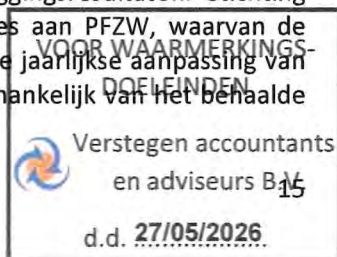 es aan PFZW, waarvan de
VOOR WAARMERKINGS-
e jaarlijkse aanpassing van
DOELEINDEN
ankelijk van het behaalde
Verstegen accountants
en adviseurs B.V.
15
d.d. 27/05/2026